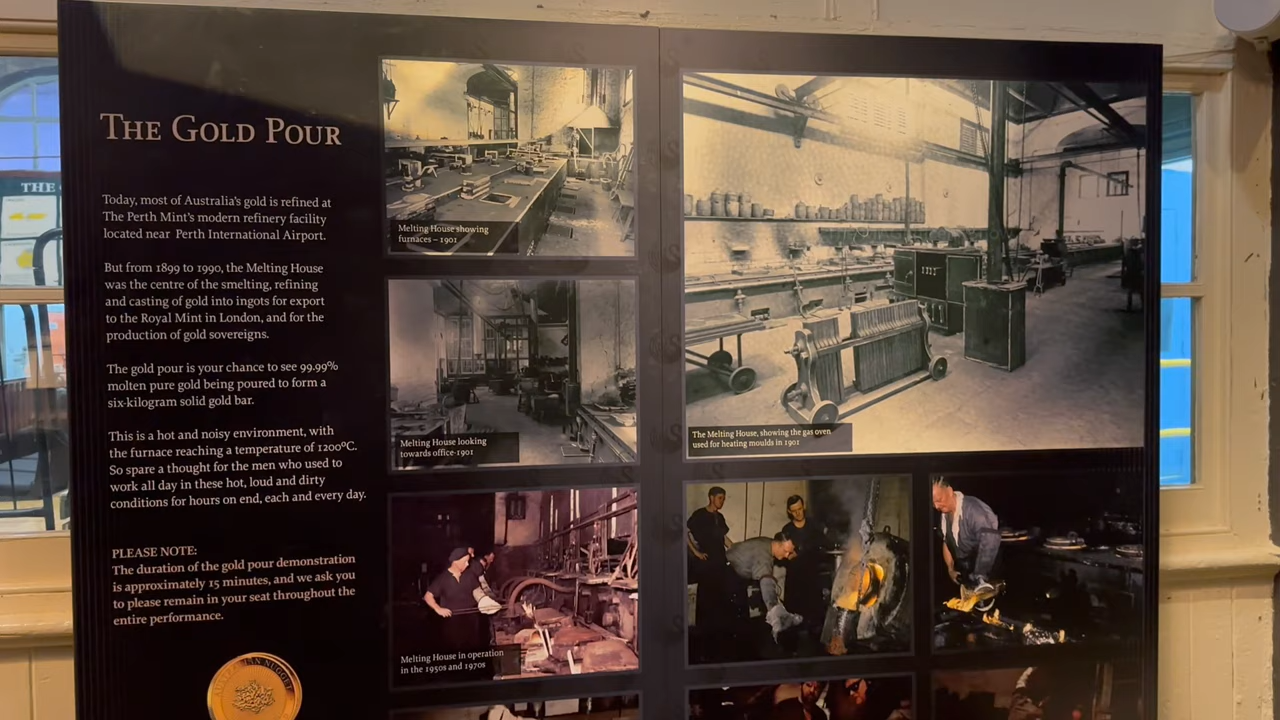 THE GOLD POUR
Today, most of Australia's gold is refined at
The Perth Mint's modern refinery facility
located near Perth International Airport.
But from 1899 to 1990, the Melting House
was the centre of the smelting, refining
and casting of gold into ingots for export
to the Royal Mint in London, and for the
production of gold sovereigns.
The gold pour is your chance to see 99.99%
molten pure gold being poured to form a
six-kilogram solid gold bar.
This is a hot and noisy environment, with
the furnace reaching a temperature of 1200ºC.
So spare a thought for the men who used to
work all day in these hot, loud and dirty
conditions for hours on end, each and every day.
PLEASE NOTE:
The duration of the gold pour demonstration
is approximately 15 minutes, and we ask you
to please remain in your seat throughout the
entire performance.
Melting House showing
furnaces – 1901
Melting House looking
towards office-1901
Melting House in operation
in the 1950s and 1970s
The Melting House, showing the gas oven
used for heating moulds in 1901
THE